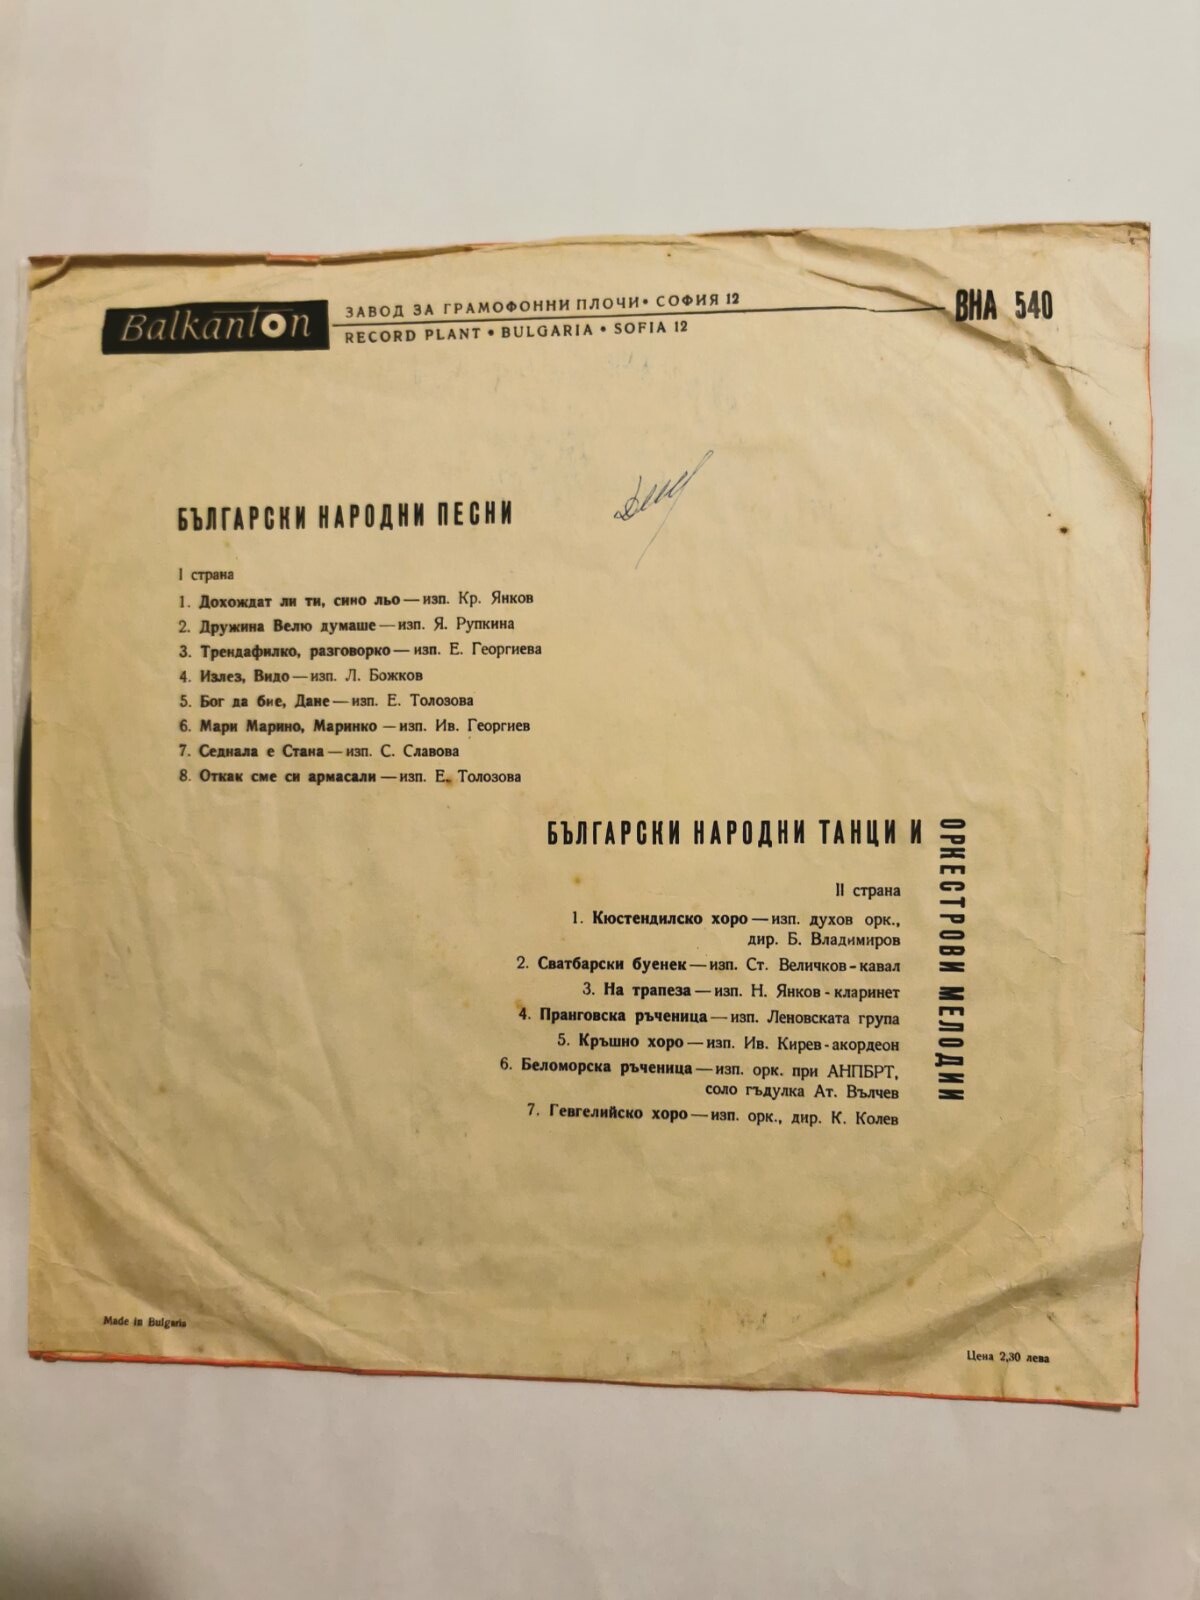 Balkanton
ЗАВОД ЗА ГРАМОФОННИ ПЛОЧИ • СОФИЯ 12
RECORD PLANT • BULGARIA • SOFIA 12
ВНА 540
БЪЛГАРСКИ НАРОДНИ ПЕСНИ
I страна
1. Дохождат ли ти, сино льо — изп. Кр. Янков
2. Дружина Велю думаше — изп. Я. Рупкина
3. Трендафилко, разговорко — изп. Е. Георгиева
4. Излез, Видо — изп. Л. Божков
5. Бог да бие, Дане — изп. Е. Толозова
6. Мари Марино, Маринко — изп. Ив. Георгиев
7. Седнала е Стана — изп. С. Славова
8. Откак сме си армасали — изп. Е. Толозова
БЪЛГАРСКИ НАРОДНИ ТАНЦИ И
ОРКЕСТРОВИ МЕЛОДИИ
II страна
1. Кюстендилско хоро — изп. духов орк.,
дир. Б. Владимиров
2. Сватбарски буенек — изп. Ст. Величков - кавал
3. На трапеза — изп. Н. Янков - кларинет
4. Пранговска ръченица — изп. Леновската група
5. Кръшно хоро — изп. Ив. Кирев - акордеон
6. Беломорска ръченица — изп. орк. при АНПБРТ,
соло гъдулка Ат. Вълчев
7. Гевгелийско хоро — изп. орк., дир. К. Колев
Made in Bulgaria
Цена 2,30 лева